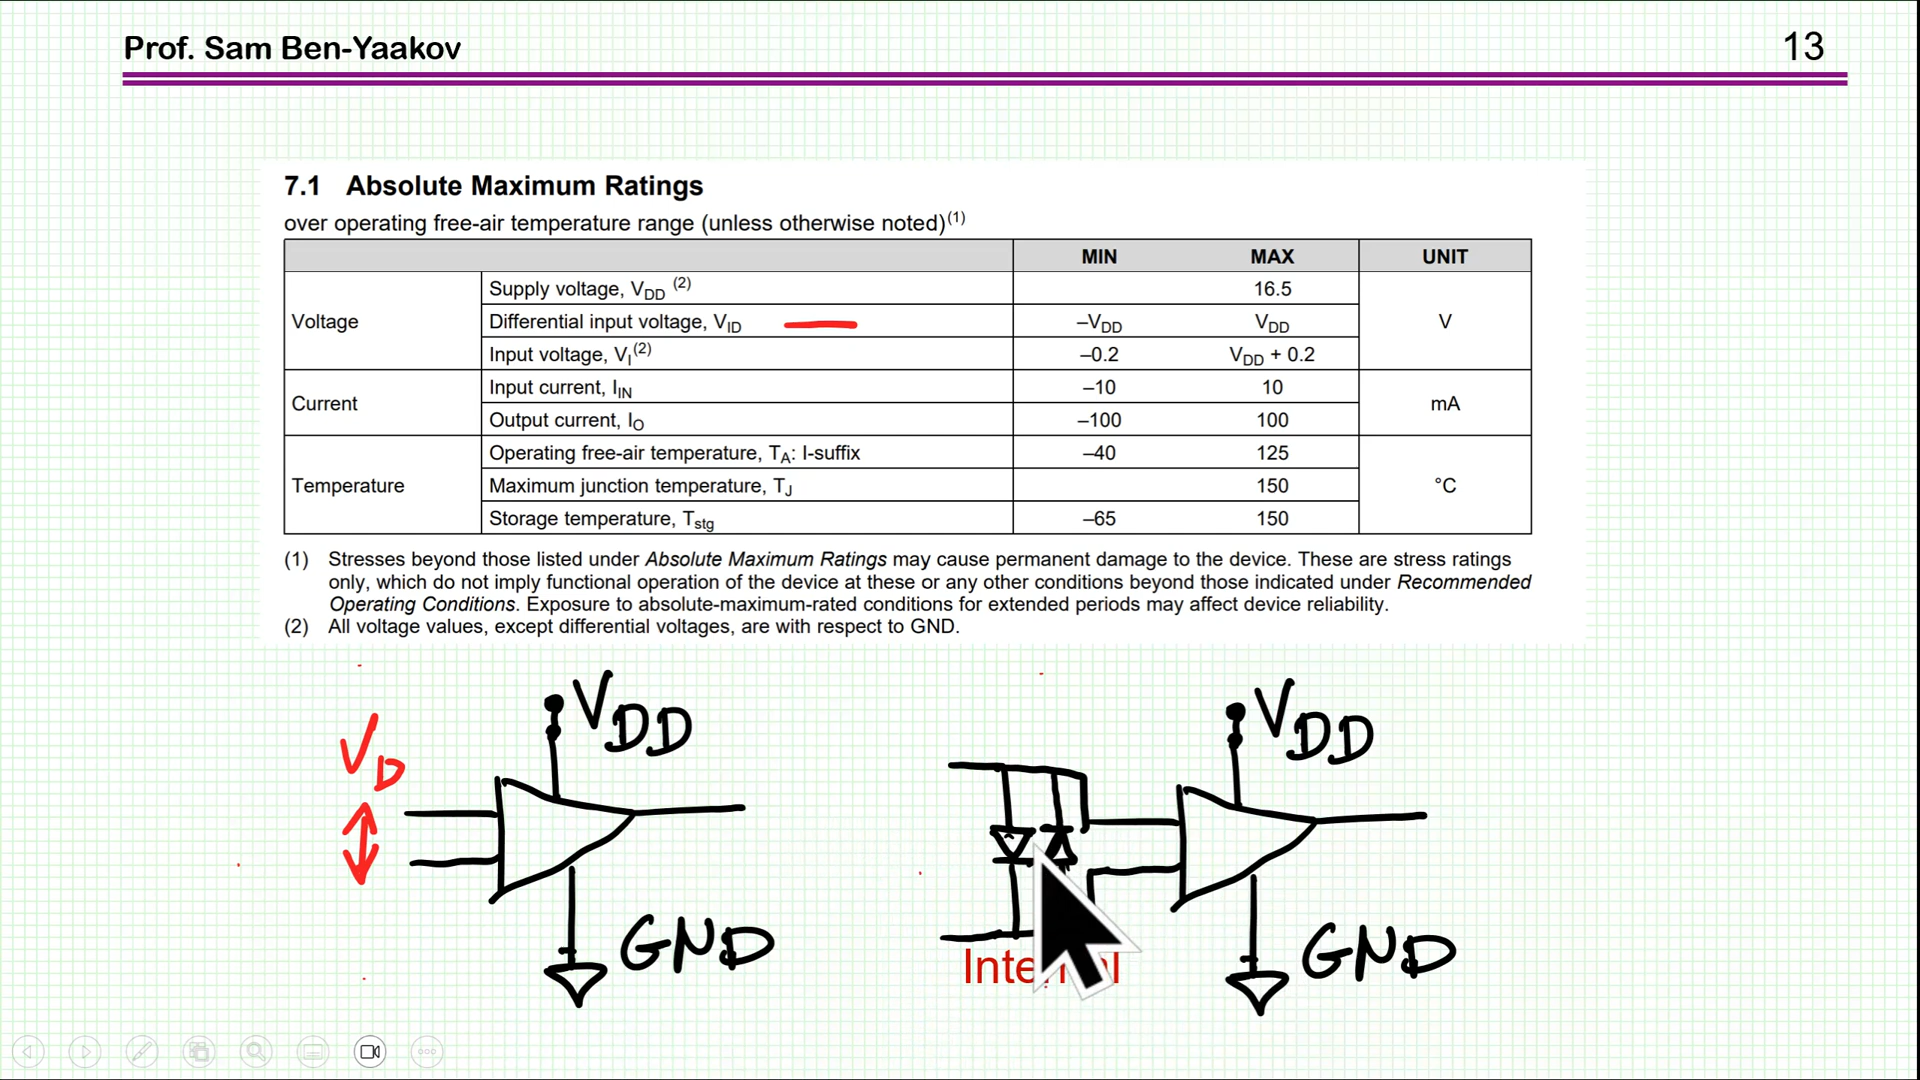 Prof. Sam Ben-Yaakov 13
7.1 Absolute Maximum Ratings
over operating free-air temperature range (unless otherwise noted)(1)
MIN MAX UNIT
Voltage
Supply voltage, VDD (2) 16.5
Differential input voltage, VID –VDD VDD
Input voltage, VI(2) –0.2 VDD + 0.2
V
Current
Input current, IIN –10 10
Output current, IO –100 100
mA
Temperature
Operating free-air temperature, TA: I-suffix –40 125
Maximum junction temperature, TJ 150
Storage temperature, Tstg –65 150
°C
(1) Stresses beyond those listed under Absolute Maximum Ratings may cause permanent damage to the device. These are stress ratings
only, which do not imply functional operation of the device at these or any other conditions beyond those indicated under Recommended
Operating Conditions. Exposure to absolute-maximum-rated conditions for extended periods may affect device reliability.
(2) All voltage values, except differential voltages, are with respect to GND.
VD
VDD
GND
VDD
GND